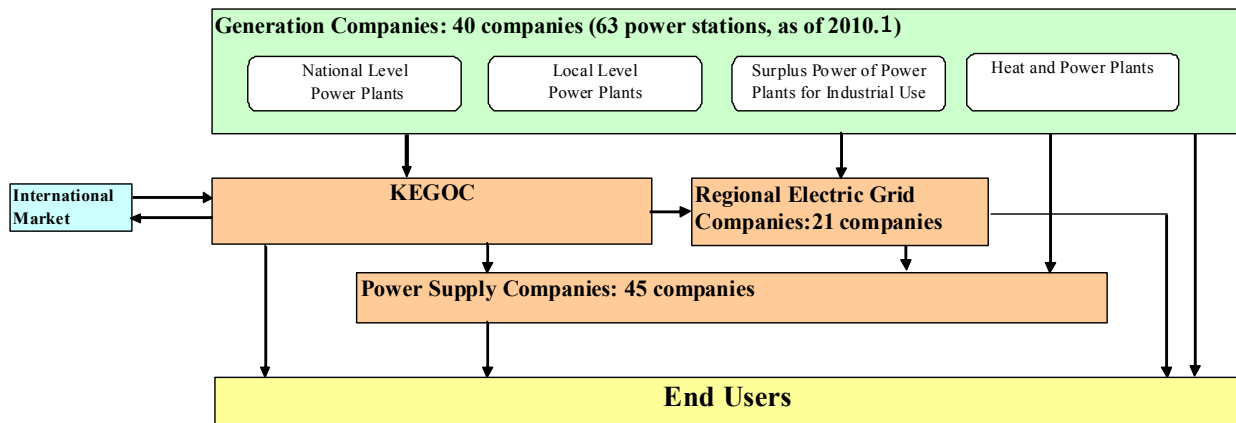 Generation Companies: 40 companies (63 power stations, as of 2010.1)
National Level
Power Plants
Local Level
Power Plants
Surplus Power of Power
Plants for Industrial Use
Heat and Power Plants
International
Market
KEGOC
Regional Electric Grid
Companies:21 companies
Power Supply Companies: 45 companies
End Users